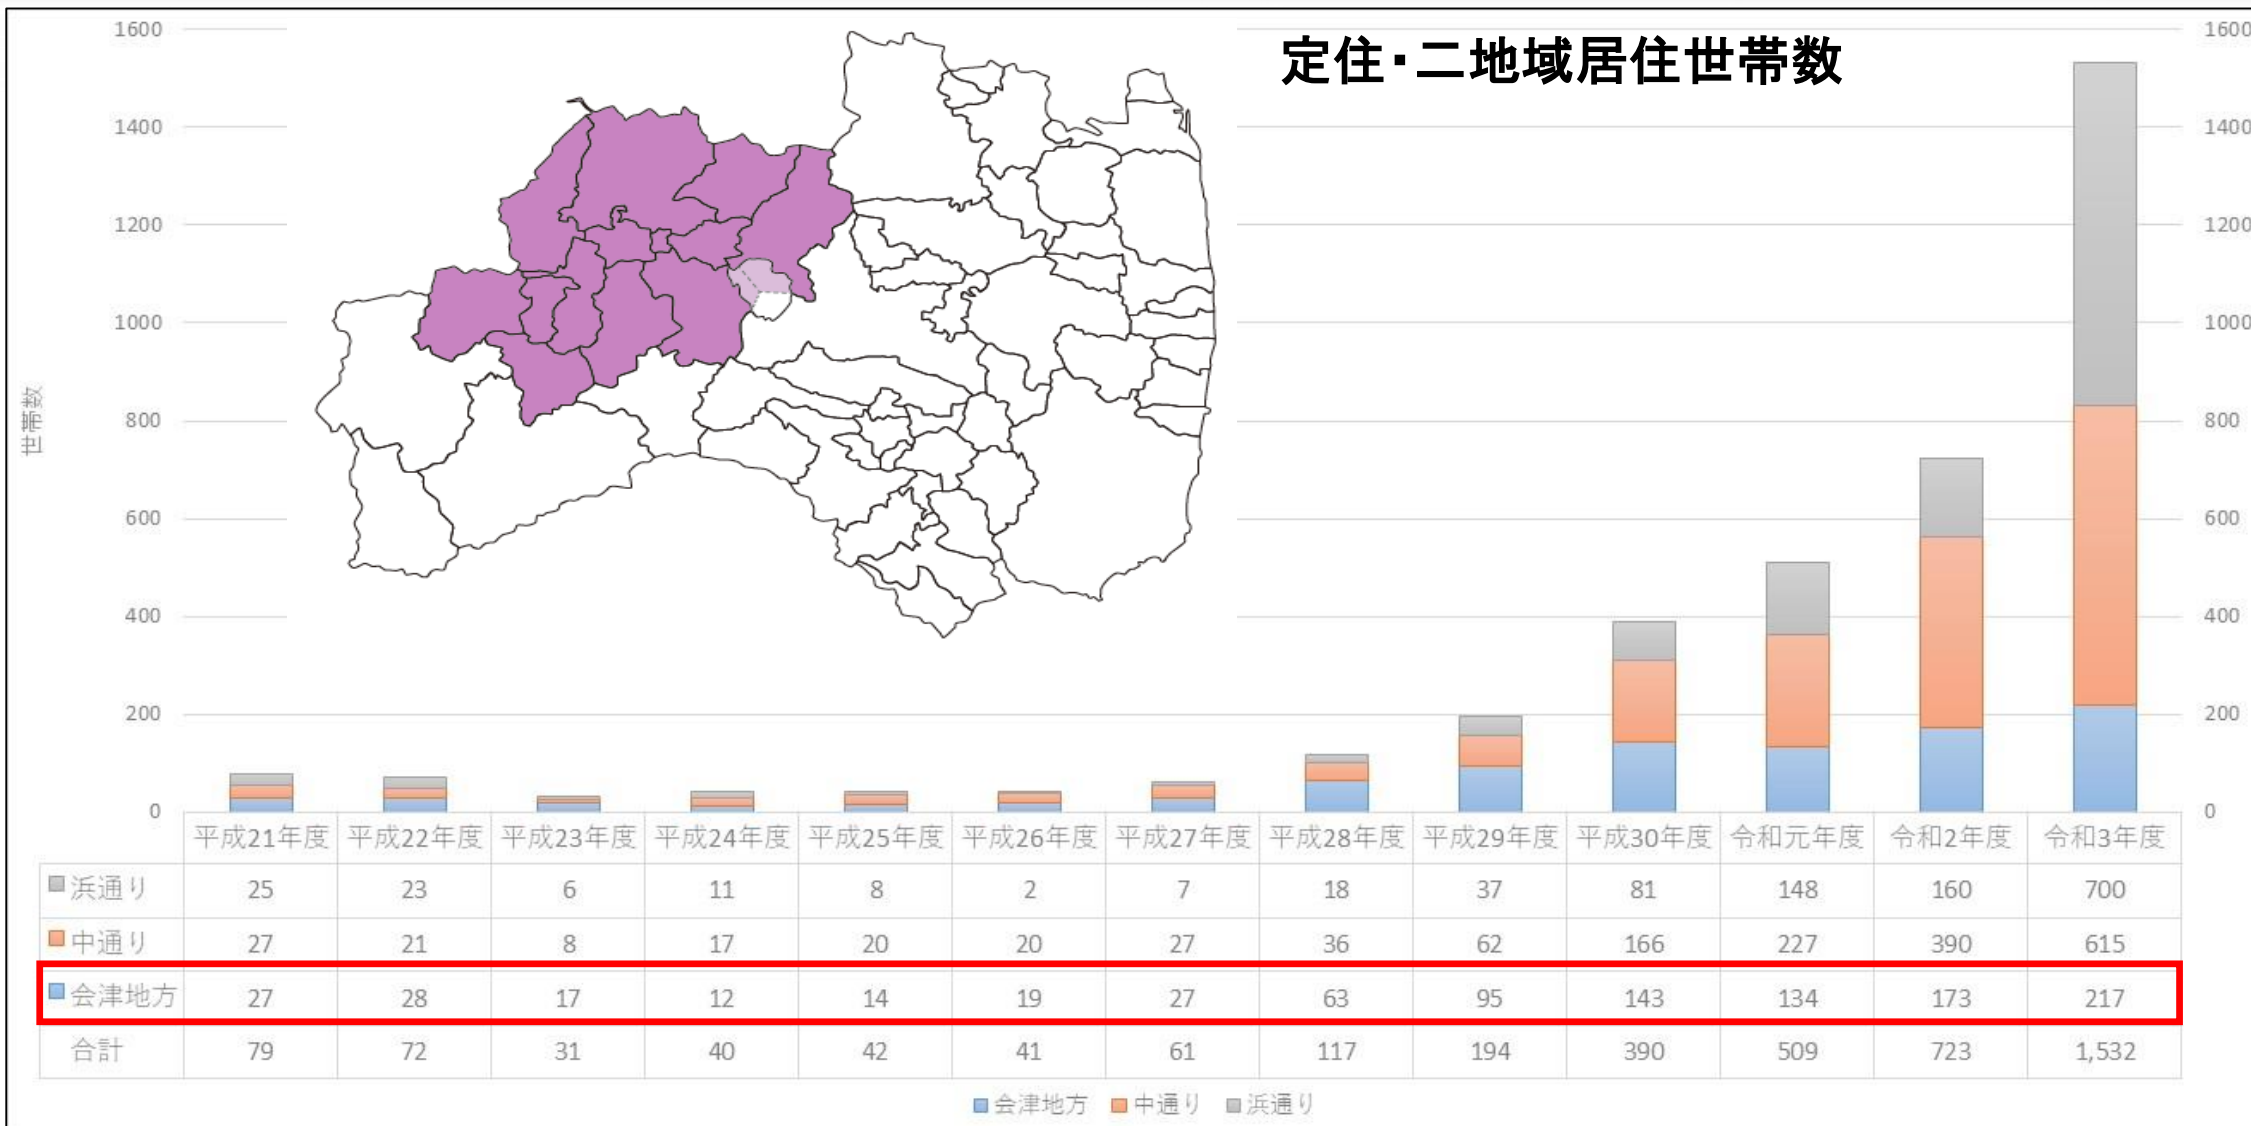 定住・二地域居住世帯数
1600 1600
1400 1400
1200 1200
1000 1000
800 800
600 600
400 400
200 200
0 0
世帯数
平成21年度 平成22年度 平成23年度 平成24年度 平成25年度 平成26年度 平成27年度 平成28年度 平成29年度 平成30年度 令和元年度 令和2年度 令和3年度
浜通り 25 23 6 11 8 2 7 18 37 81 148 160 700
中通り 27 21 8 17 20 20 27 36 62 166 227 390 615
会津地方 27 28 17 12 14 19 27 63 95 143 134 173 217
合計 79 72 31 40 42 41 61 117 194 390 509 723 1,532
会津地方 中通り 浜通り